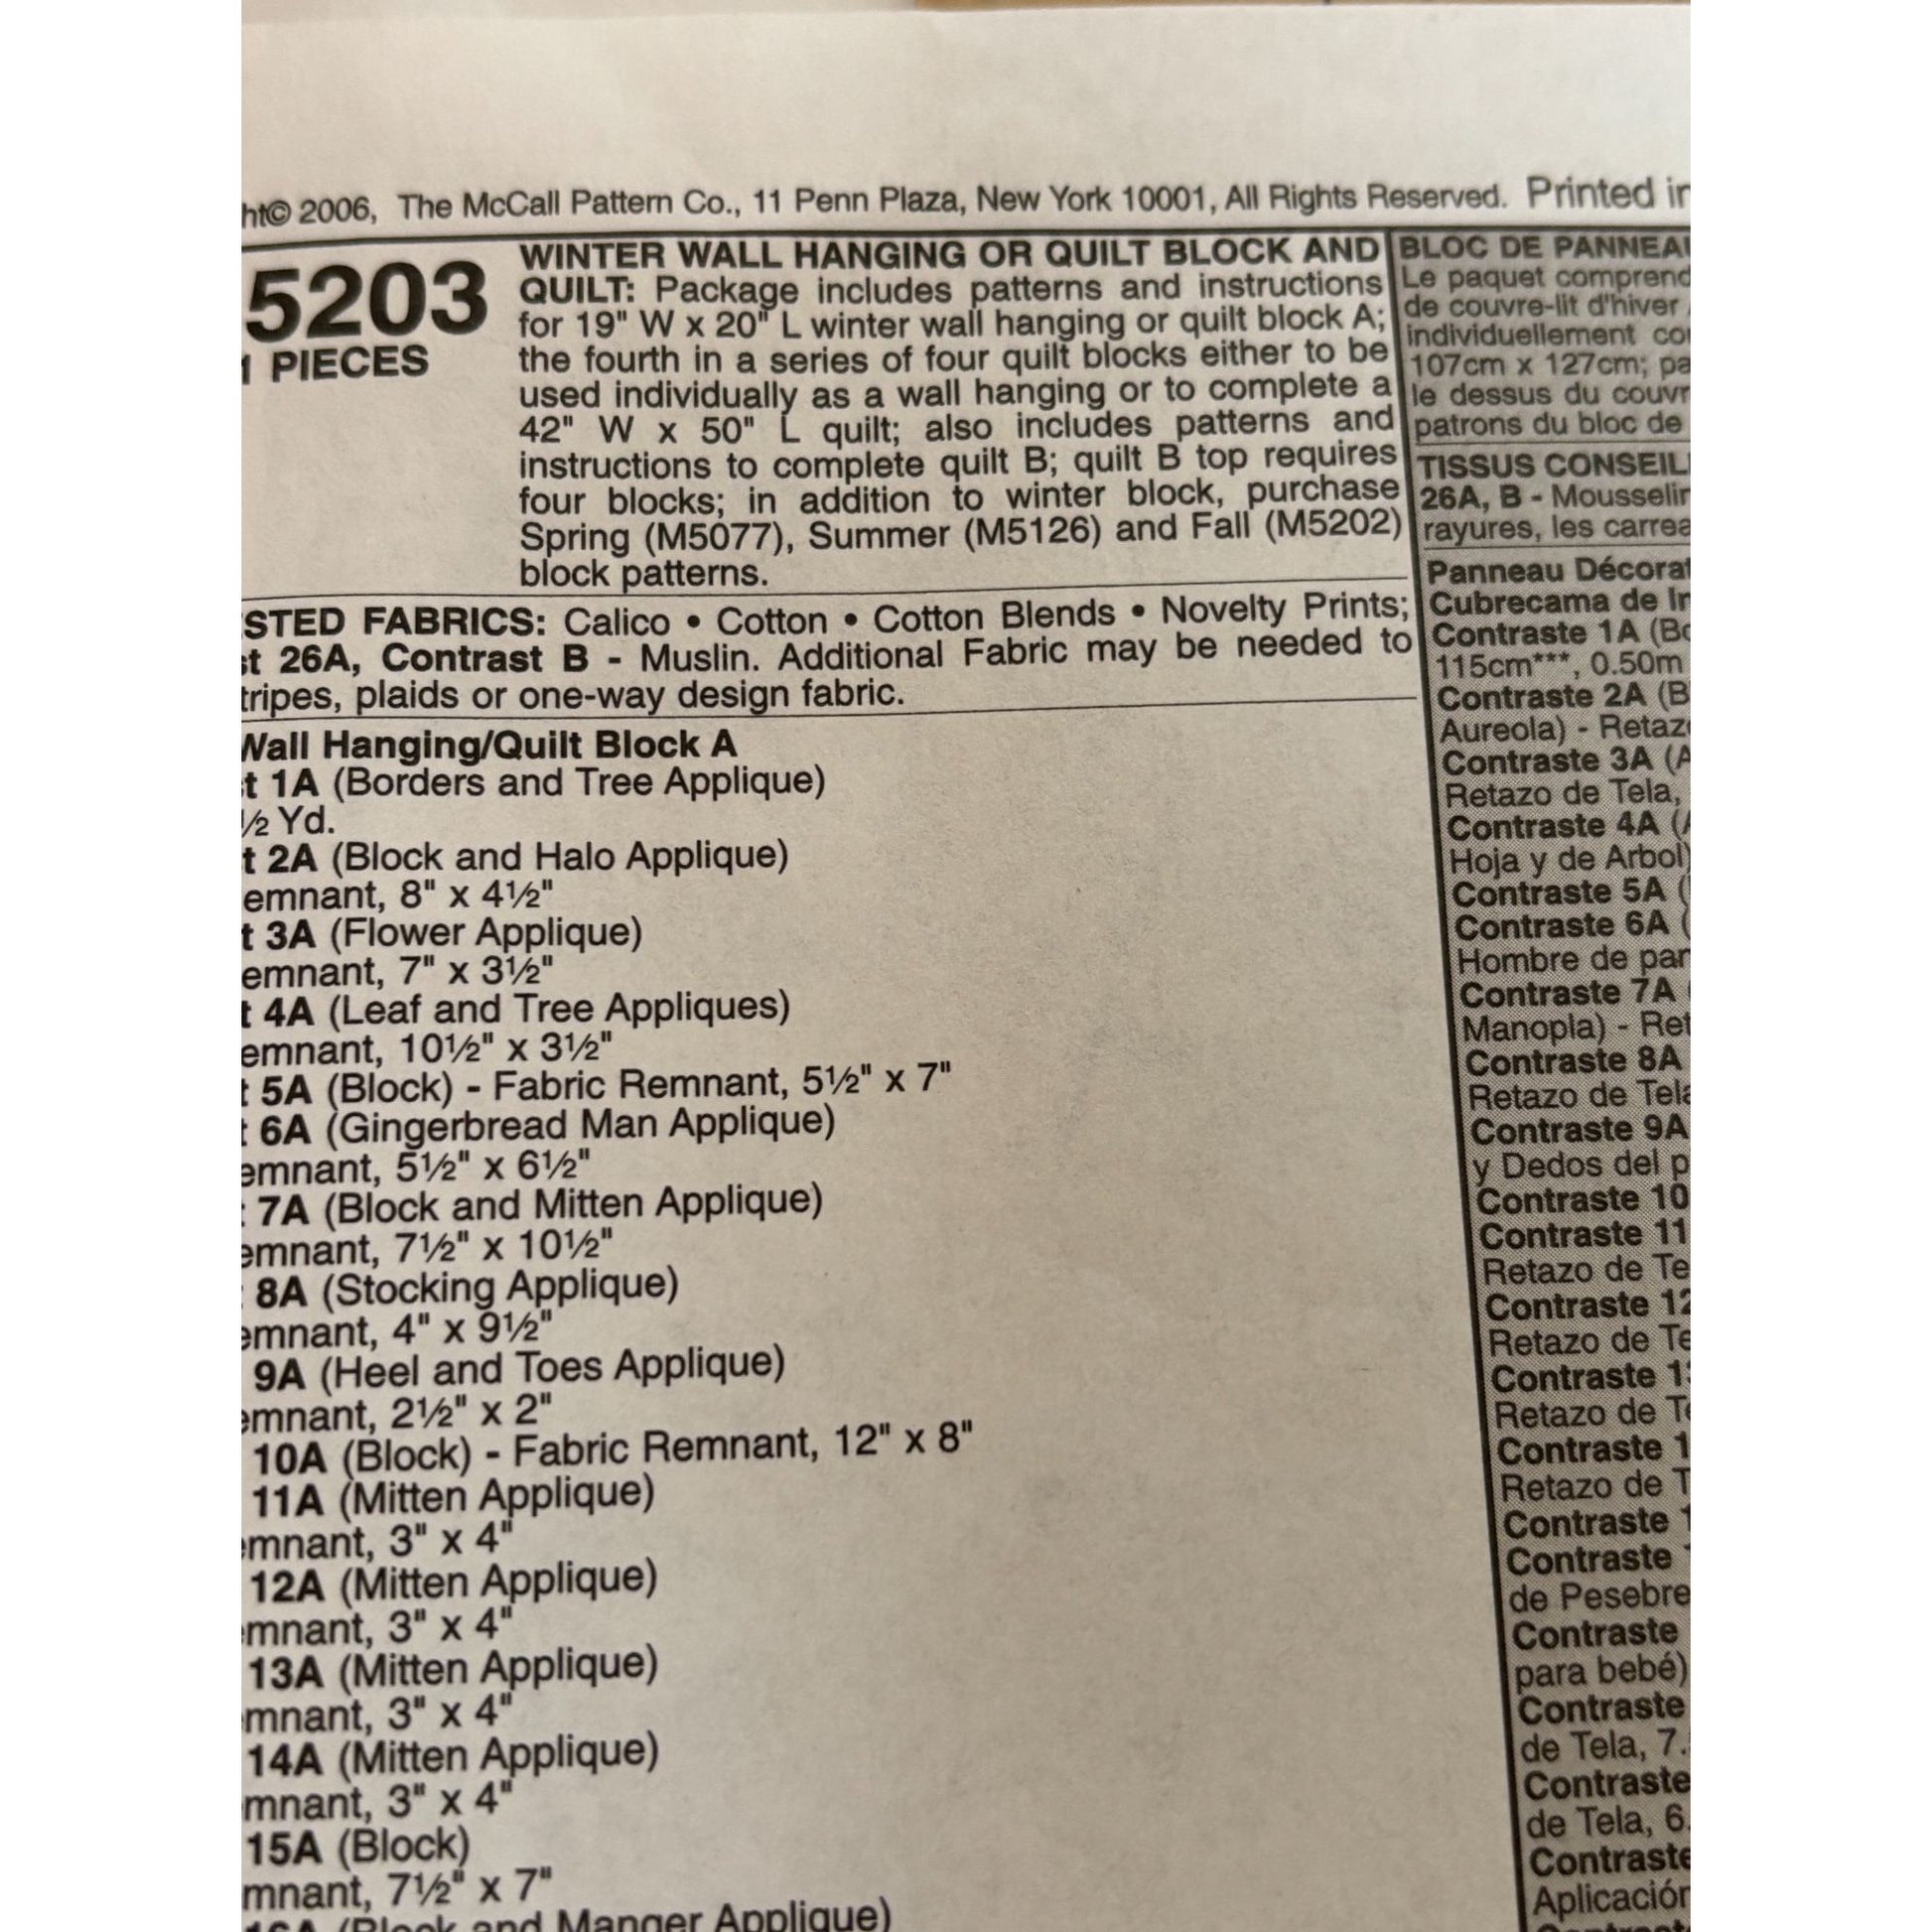 ht© 2006, The McCall Pattern Co., 11 Penn Plaza, New York 10001, All Rights Reserved. Printed in
5203
1 PIECES
WINTER WALL HANGING OR QUILT BLOCK AND
QUILT: Package includes patterns and instructions
for 19" W x 20" L winter wall hanging or quilt block A;
the fourth in a series of four quilt blocks either to be
used individually as a wall hanging or to complete a
42" W x 50" L quilt; also includes patterns and
instructions to complete quilt B; quilt B top requires
four blocks; in addition to winter block, purchase
Spring (M5077), Summer (M5126) and Fall (M5202)
block patterns.
STED FABRICS: Calico • Cotton • Cotton Blends • Novelty Prints;
t 26A, Contrast B - Muslin. Additional Fabric may be needed to
tripes, plaids or one-way design fabric.
Wall Hanging/Quilt Block A
t 1A (Borders and Tree Applique)
½ Yd.
t 2A (Block and Halo Applique)
emnant, 8" x 4½"
t 3A (Flower Applique)
emnant, 7" x 3½"
t 4A (Leaf and Tree Appliques)
emnant, 10½" x 3½"
t 5A (Block) - Fabric Remnant, 5½" x 7"
t 6A (Gingerbread Man Applique)
emnant, 5½" x 6½"
7A (Block and Mitten Applique)
emnant, 7½" x 10½"
8A (Stocking Applique)
emnant, 4" x 9½"
9A (Heel and Toes Applique)
emnant, 2½" x 2"
10A (Block) - Fabric Remnant, 12" x 8"
11A (Mitten Applique)
mnant, 3" x 4"
12A (Mitten Applique)
mnant, 3" x 4"
13A (Mitten Applique)
mnant, 3" x 4"
14A (Mitten Applique)
mnant, 3" x 4"
15A (Block)
mnant, 7½" x 7"
16A (Block and Manger Applique)
BLOC DE PANNEAU
Le paquet comprend
de couvre-lit d'hiver
individuellement co
107cm x 127cm; pa
le dessus du couvr
patrons du bloc de
TISSUS CONSEIL
26A, B - Mousselin
rayures, les carrea
Panneau Décorat
Cubrecama de In
Contraste 1A (Bo
115cm***, 0.50m
Contraste 2A (B
Aureola) - Retaz
Contraste 3A (A
Retazo de Tela,
Contraste 4A (
Hoja y de Arbol)
Contraste 5A (
Contraste 6A (
Hombre de pan
Contraste 7A
Manopla) - Ret
Contraste 8A
Retazo de Tela
Contraste 9A
y Dedos del p
Contraste 10
Contraste 11
Retazo de Te
Contraste 12
Retazo de Te
Contraste 13
Retazo de Te
Contraste 1
Retazo de T
Contraste 1
Contraste
de Pesebre
Contraste
para bebé)
Contraste
de Tela, 7.
Contraste
de Tela, 6.
Contraste
Aplicación